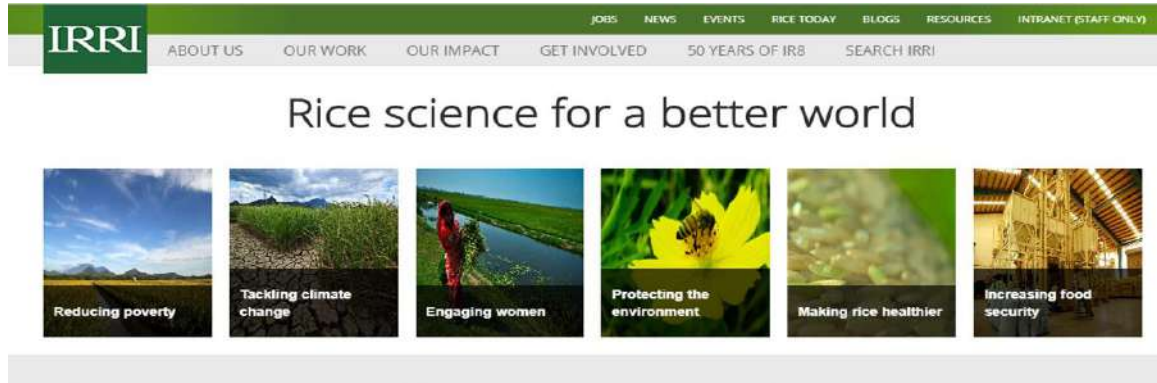 JOBS NEWS EVENTS RICE TODAY BLOGS RESOURCES INTRANET (STAFF ONLY)
IRRI
ABOUT US OUR WORK OUR IMPACT GET INVOLVED 50 YEARS OF IR8 SEARCH IRRI
Rice science for a better world
Reducing poverty
Tackling climate
change
Engaging women
Protecting the
environment
Making rice healthier
Increasing food
security